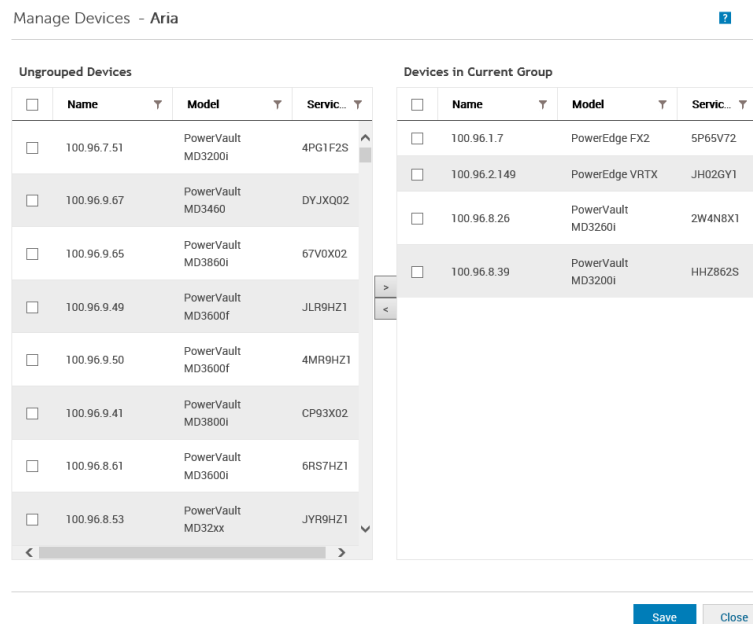 Manage Devices - Aria
?
Ungrouped Devices
Name Model Servic...
100.96.7.51 PowerVault MD3200i 4PG1F2S
100.96.9.67 PowerVault MD3460 DYJXQ02
100.96.9.65 PowerVault MD3860i 67V0X02
100.96.9.49 PowerVault MD3600f JLR9HZ1
100.96.9.50 PowerVault MD3600f 4MR9HZ1
100.96.9.41 PowerVault MD3800i CP93X02
100.96.8.61 PowerVault MD3600i 6RS7HZ1
100.96.8.53 PowerVault MD32xx JYR9HZ1
>
<
Devices in Current Group
Name Model Servic...
100.96.1.7 PowerEdge FX2 5P65V72
100.96.2.149 PowerEdge VRTX JH02GY1
100.96.8.26 PowerVault MD3260i 2W4N8X1
100.96.8.39 PowerVault MD3200i HHZ862S
Save Close